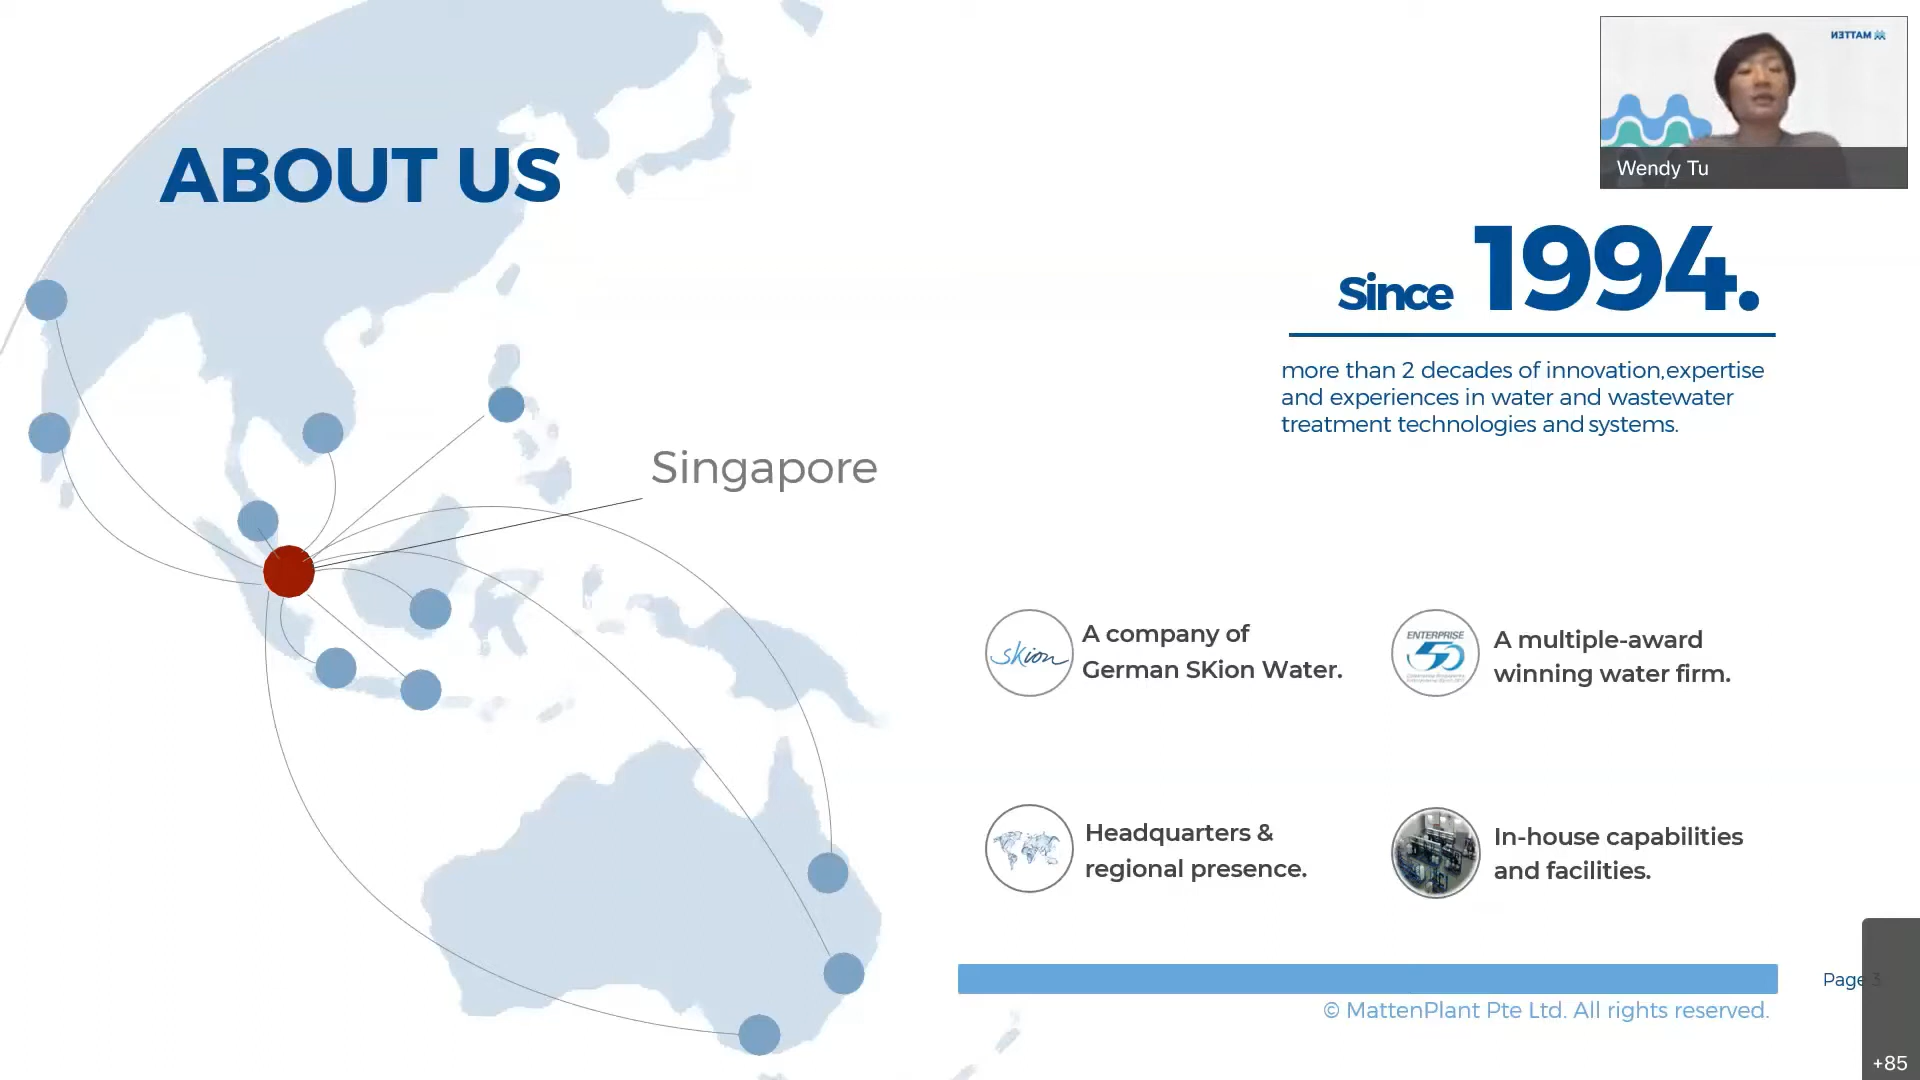 ABOUT US
Singapore
MATTEN
Wendy Tu
Since 1994.
more than 2 decades of innovation,expertise
and experiences in water and wastewater
treatment technologies and systems.
skion
A company of
German SKion Water.
ENTERPRISE
50
A multiple-award
winning water firm.
Headquarters &
regional presence.
In-house capabilities
and facilities.
Page 3
© MattenPlant Pte Ltd. All rights reserved.
+85